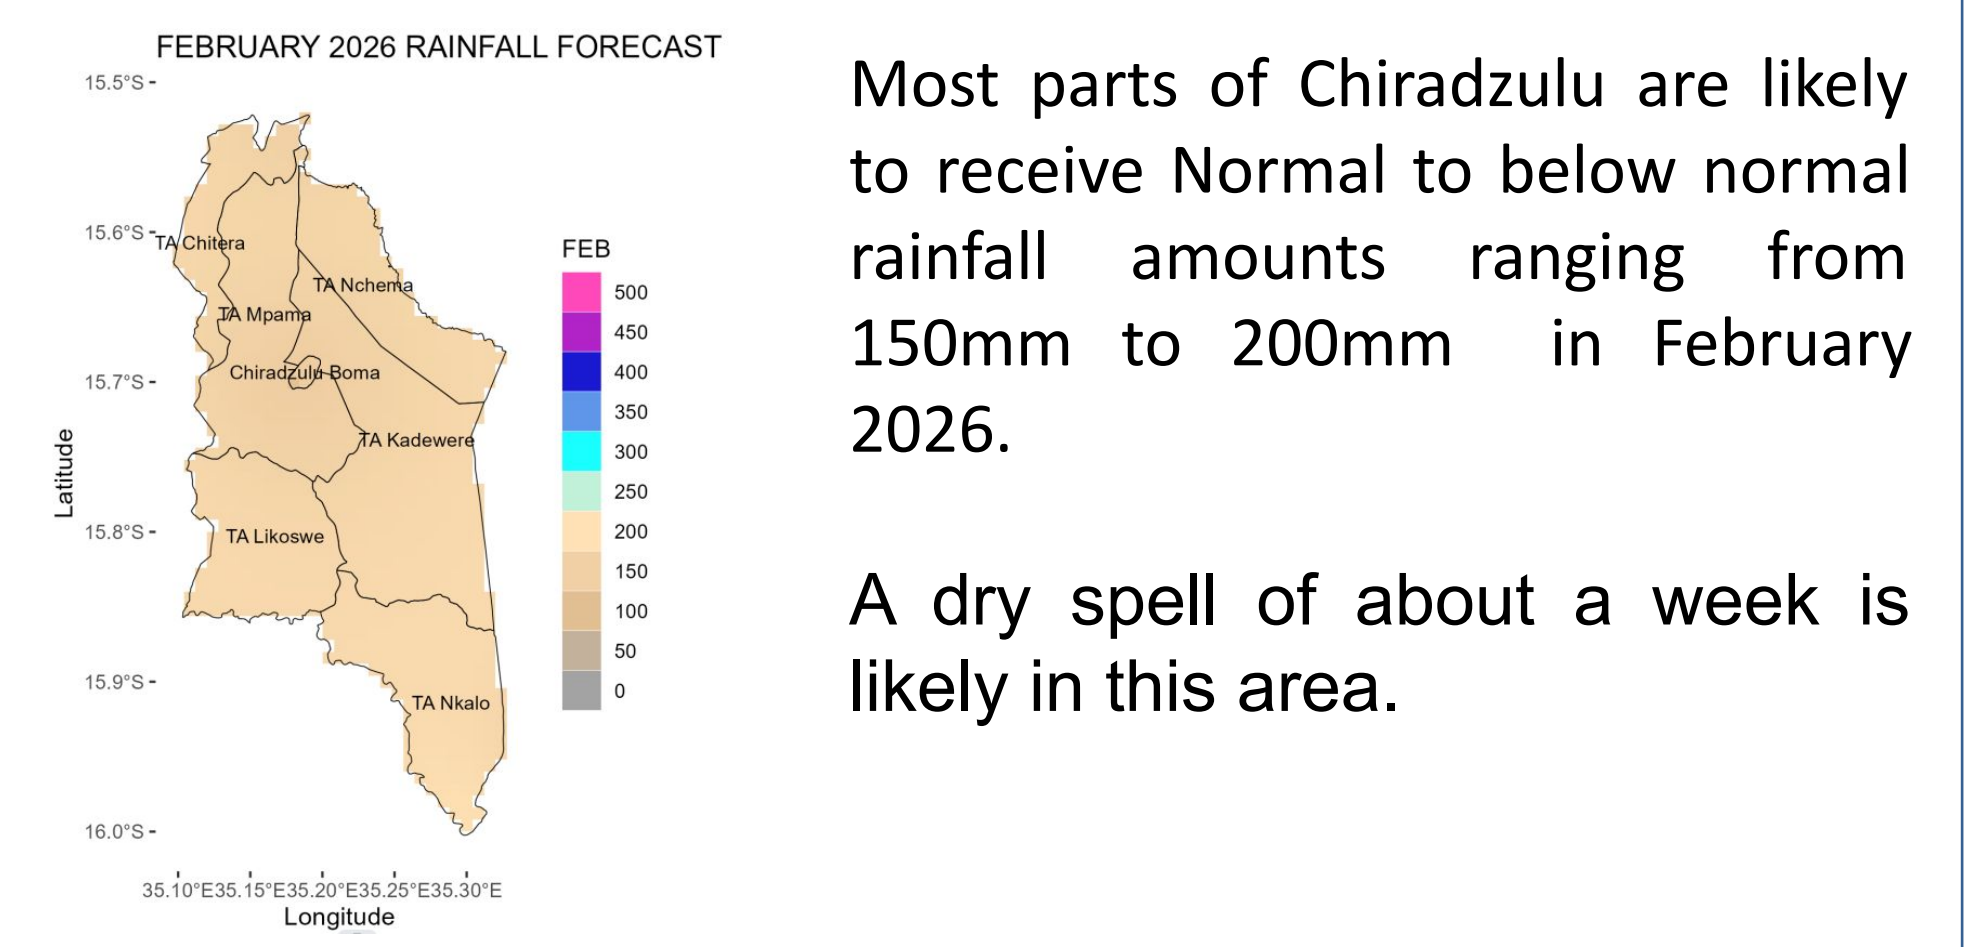 FEBRUARY 2026 RAINFALL FORECAST
15.5°S
15.6°S
15.7°S
15.8°S
15.9°S
16.0°S
Latitude
TA Chitera
TA Nchema
TA Mpama
Chiradzulu Boma
TA Kadewere
TA Likoswe
TA Nkalo
35.10°E35.15°E35.20°E35.25°E35.30°E
Longitude
FEB
500
450
400
350
300
250
200
150
100
50
0
Most parts of Chiradzulu are likely
to receive Normal to below normal
rainfall amounts ranging from
150mm to 200mm in February
2026.
A dry spell of about a week is
likely in this area.